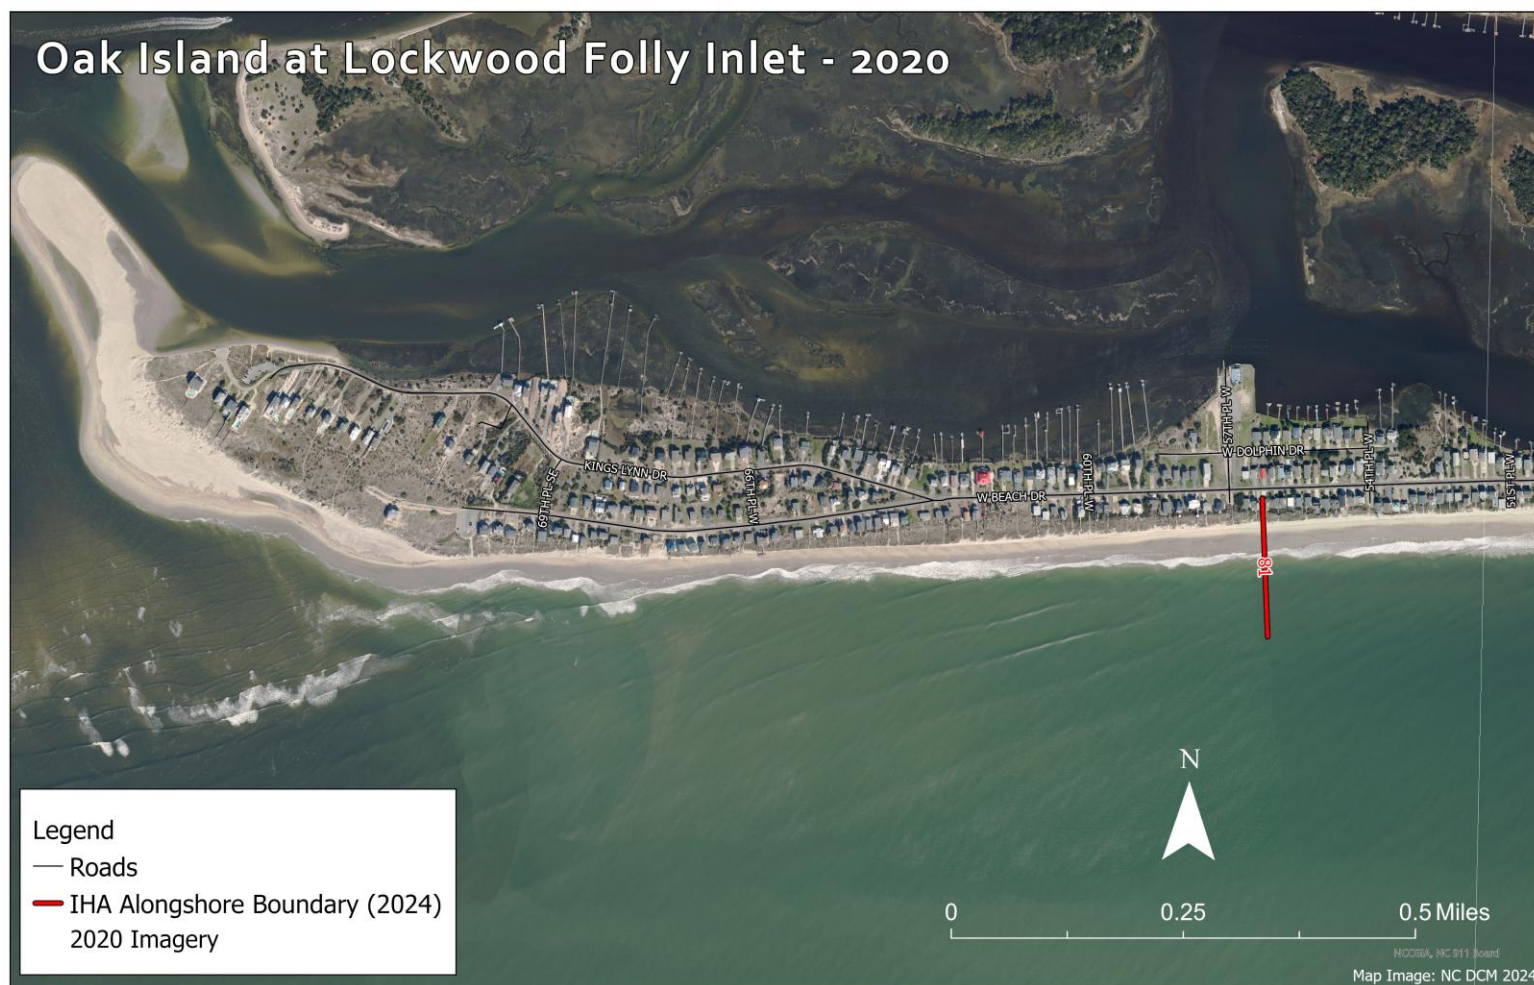 Oak Island at Lockwood Folly Inlet - 2020
57TH PL W
W DOLPHIN DR
54TH PL W
51ST PL W
KINGS LYNN DR
69TH PL SE
66TH PL W
60TH PL W
W BEACH DR
81
N
Legend
Roads
IHA Alongshore Boundary (2024)
2020 Imagery
0 0.25 0.5 Miles
NCCGIA, NC 911 Board
Map Image: NC DCM 2024